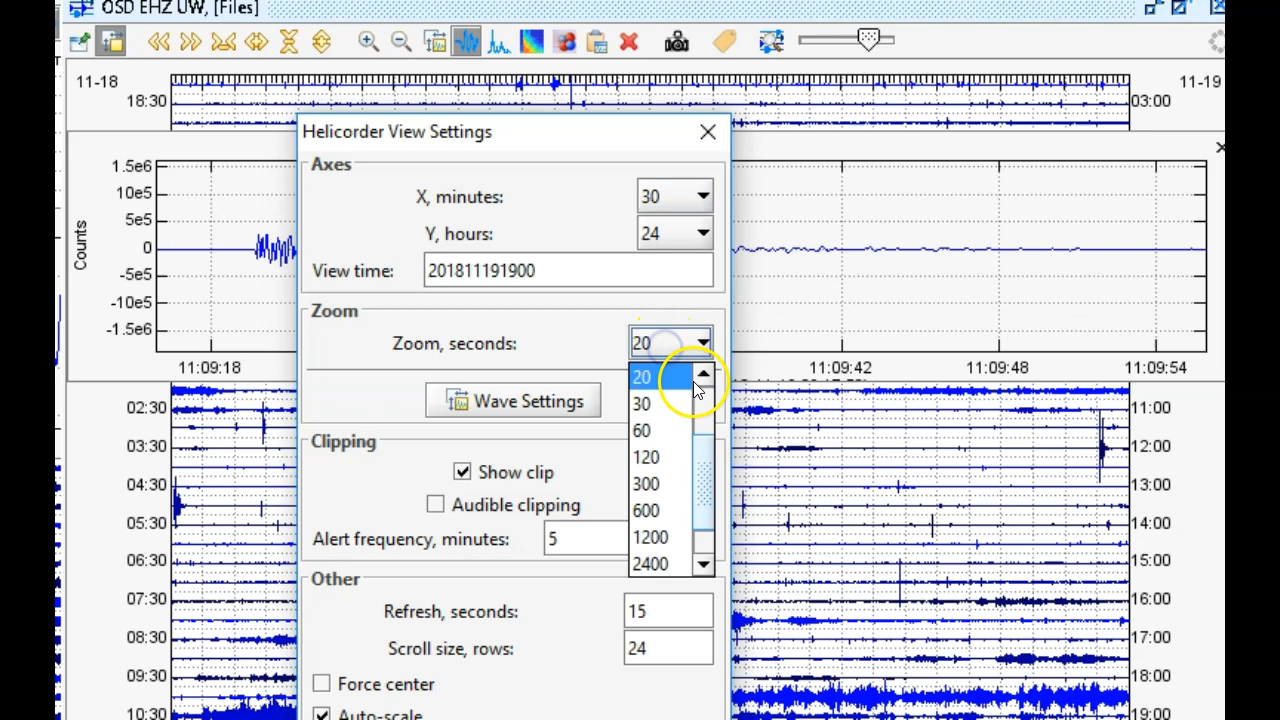 OSD EHZ UW, [Files]
11-18
11-19
18:30
03:00
Helicorder View Settings
Axes
X, minutes: 30
Y, hours: 24
View time: 201811191900
Zoom
Zoom, seconds: 20
20
30
60
120
300
600
1200
2400
Wave Settings
Clipping
Show clip
Audible clipping
Alert frequency, minutes: 5
Other
Refresh, seconds: 15
Scroll size, rows: 24
Force center
Auto-scale
Counts
1.5e6
10e5
5e5
0
-5e5
-10e5
-1.5e6
11:09:18
11:09:42
11:09:48
11:09:54
02:30
03:30
04:30
05:30
06:30
07:30
08:30
09:30
10:30
11:00
12:00
13:00
14:00
15:00
16:00
17:00
18:00
19:00